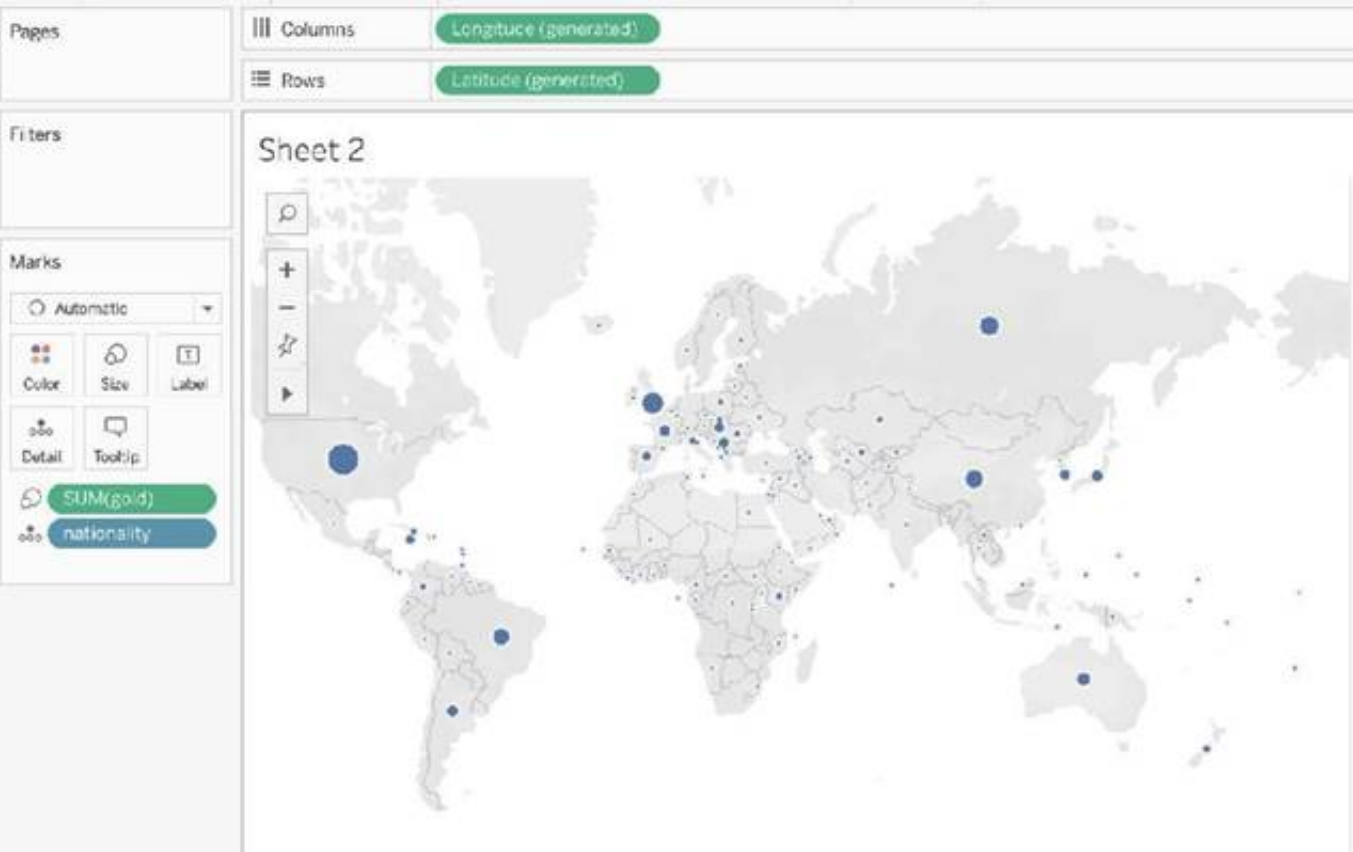 Pages
Columns
Longituce (generated)
Rows
Latitude (generated)
Filters
Sheet 2
Marks
Automatic
Color
Size
Label
Detail
Tooltip
SUM(gold)
nationality